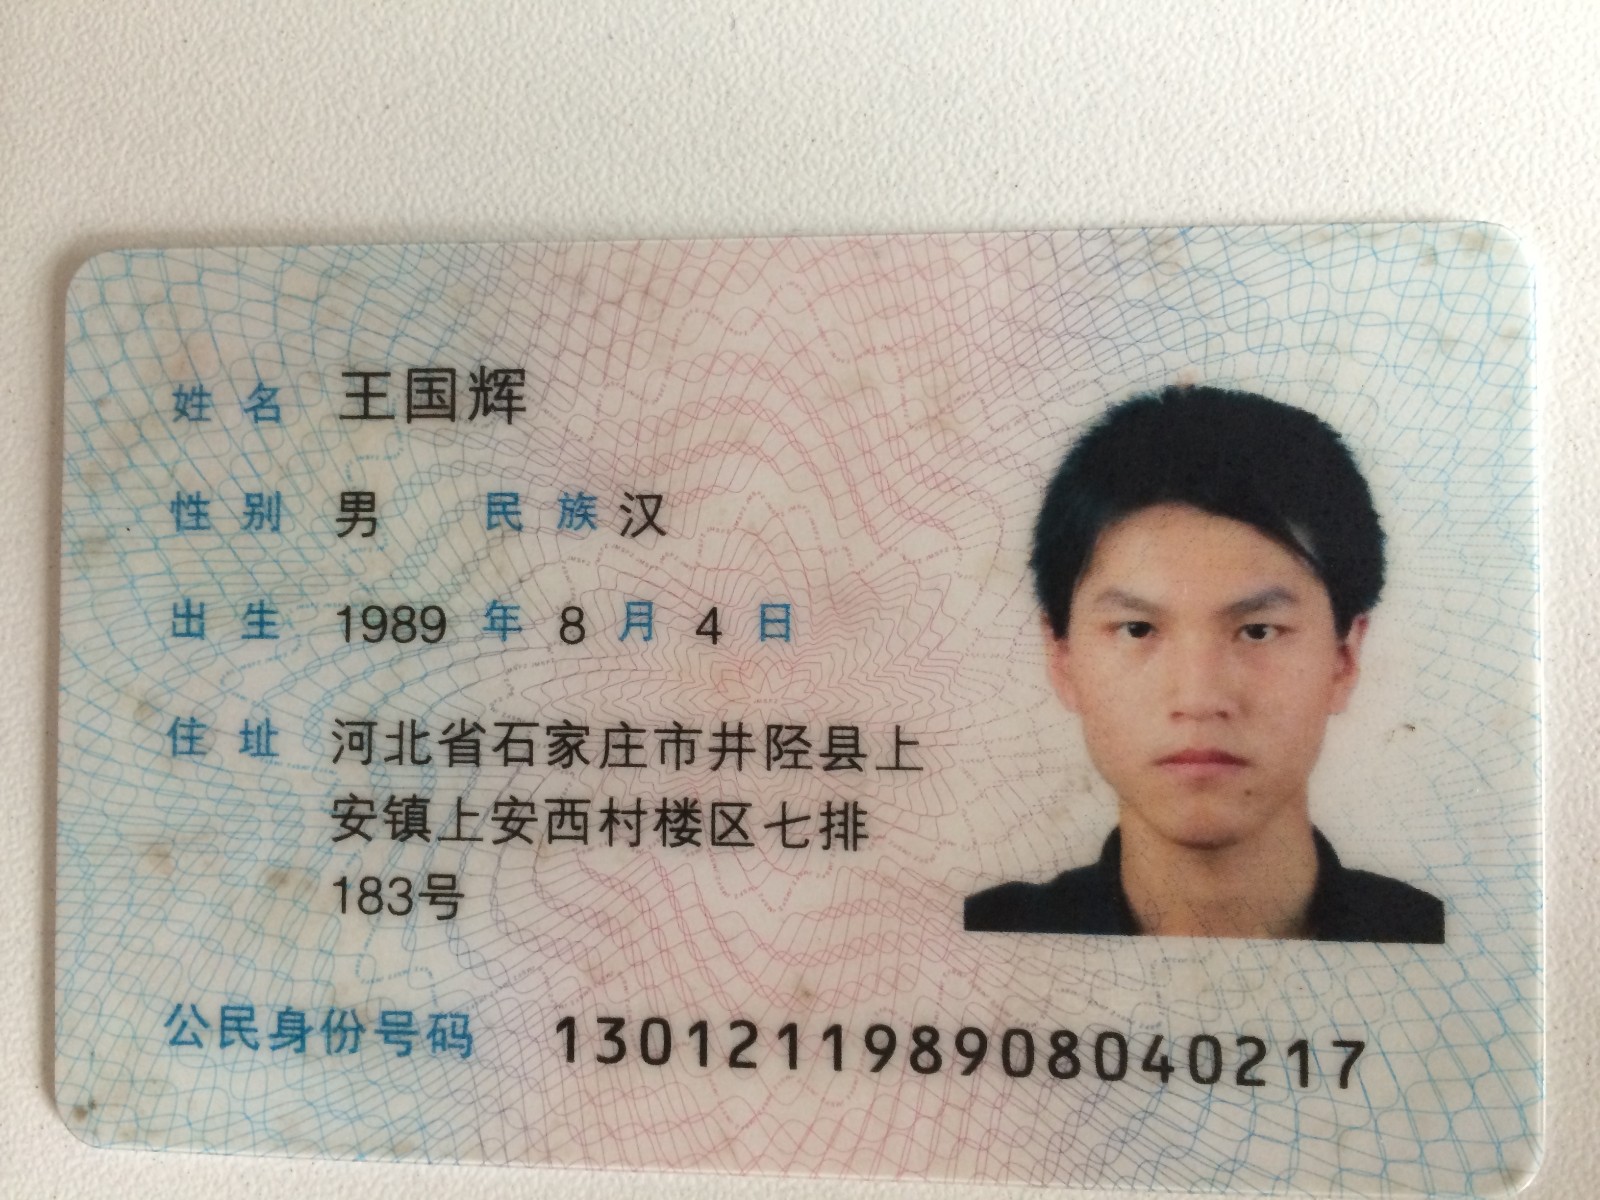 姓名 王国辉
性别 男 民族 汉
出生 1989 年 8 月 4 日
住址 河北省石家庄市井陉县上
安镇上安西村楼区七排
183号
公民身份号码 130121198908040217